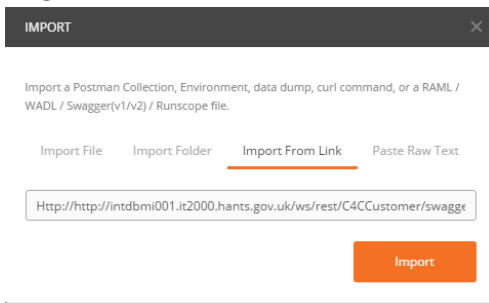 IMPORT
Import a Postman Collection, Environment, data dump, curl command, or a RAML /
WADL / Swagger(v1/v2) / Runscope file.
Import File Import Folder Import From Link Paste Raw Text
Http://http://intdbmi001.it2000.hants.gov.uk/ws/rest/C4CCustomer/swagge
Import